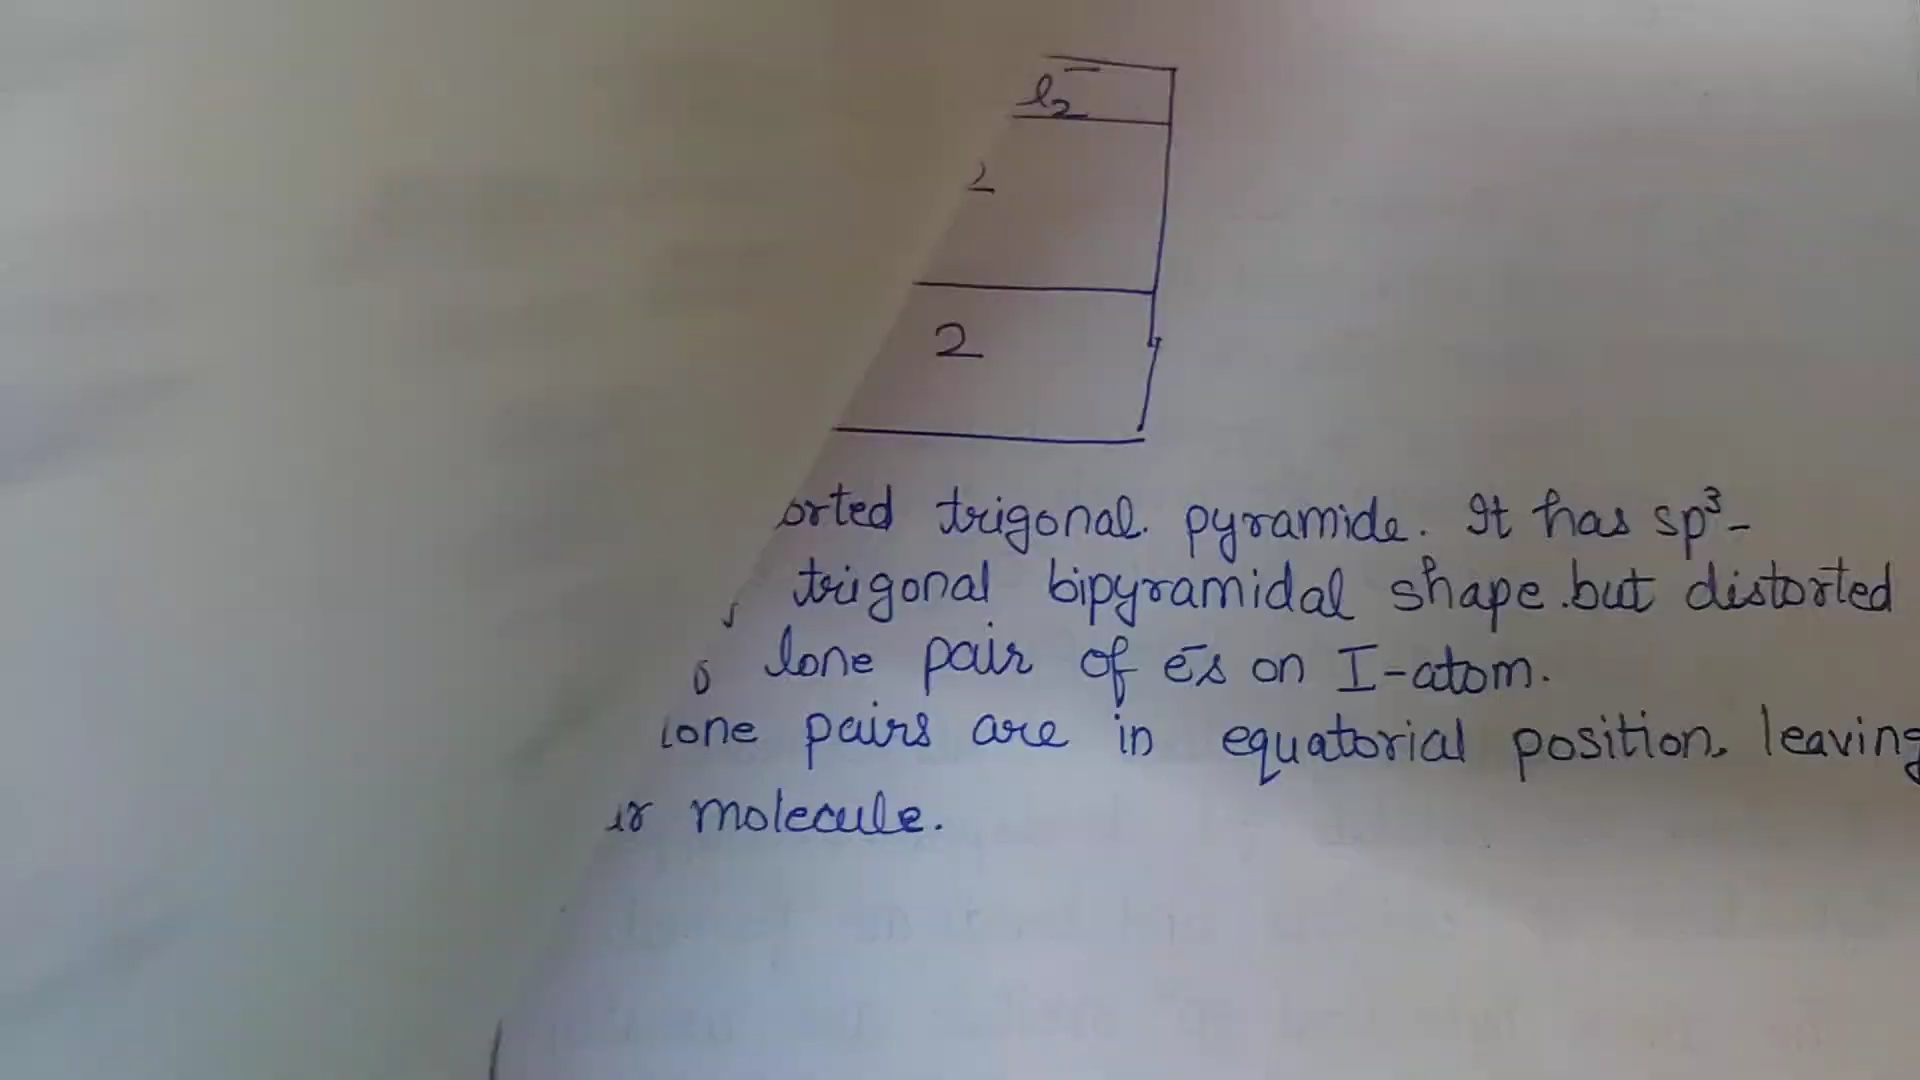 l2
2
2
orted trigonal. pyramide. It has sp³-
trigonal bipyramidal shape. but distorted
lone pair of ēs on I-atom.
lone pairs are in equatorial position, leaving
molecule.